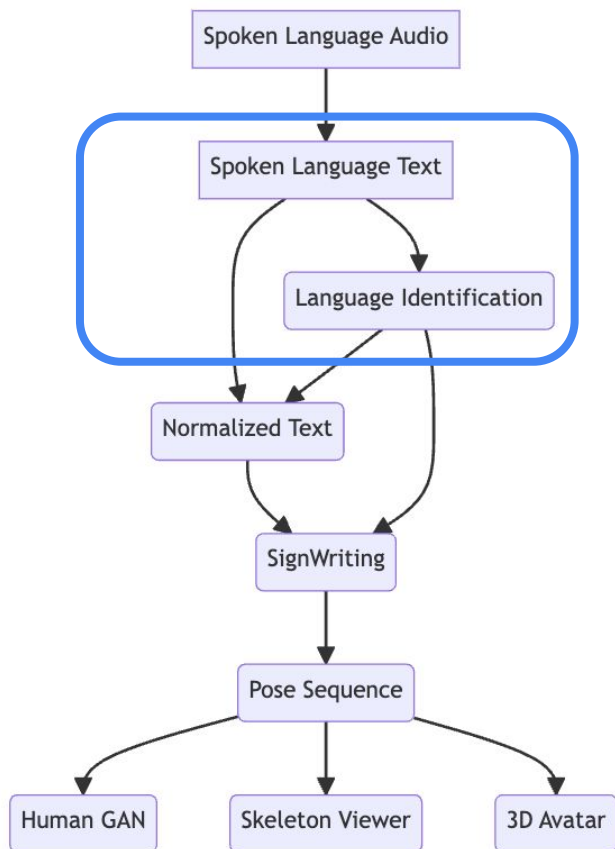 Spoken Language Audio
Spoken Language Text
Language Identification
Normalized Text
SignWriting
Pose Sequence
Human GAN
Skeleton Viewer
3D Avatar